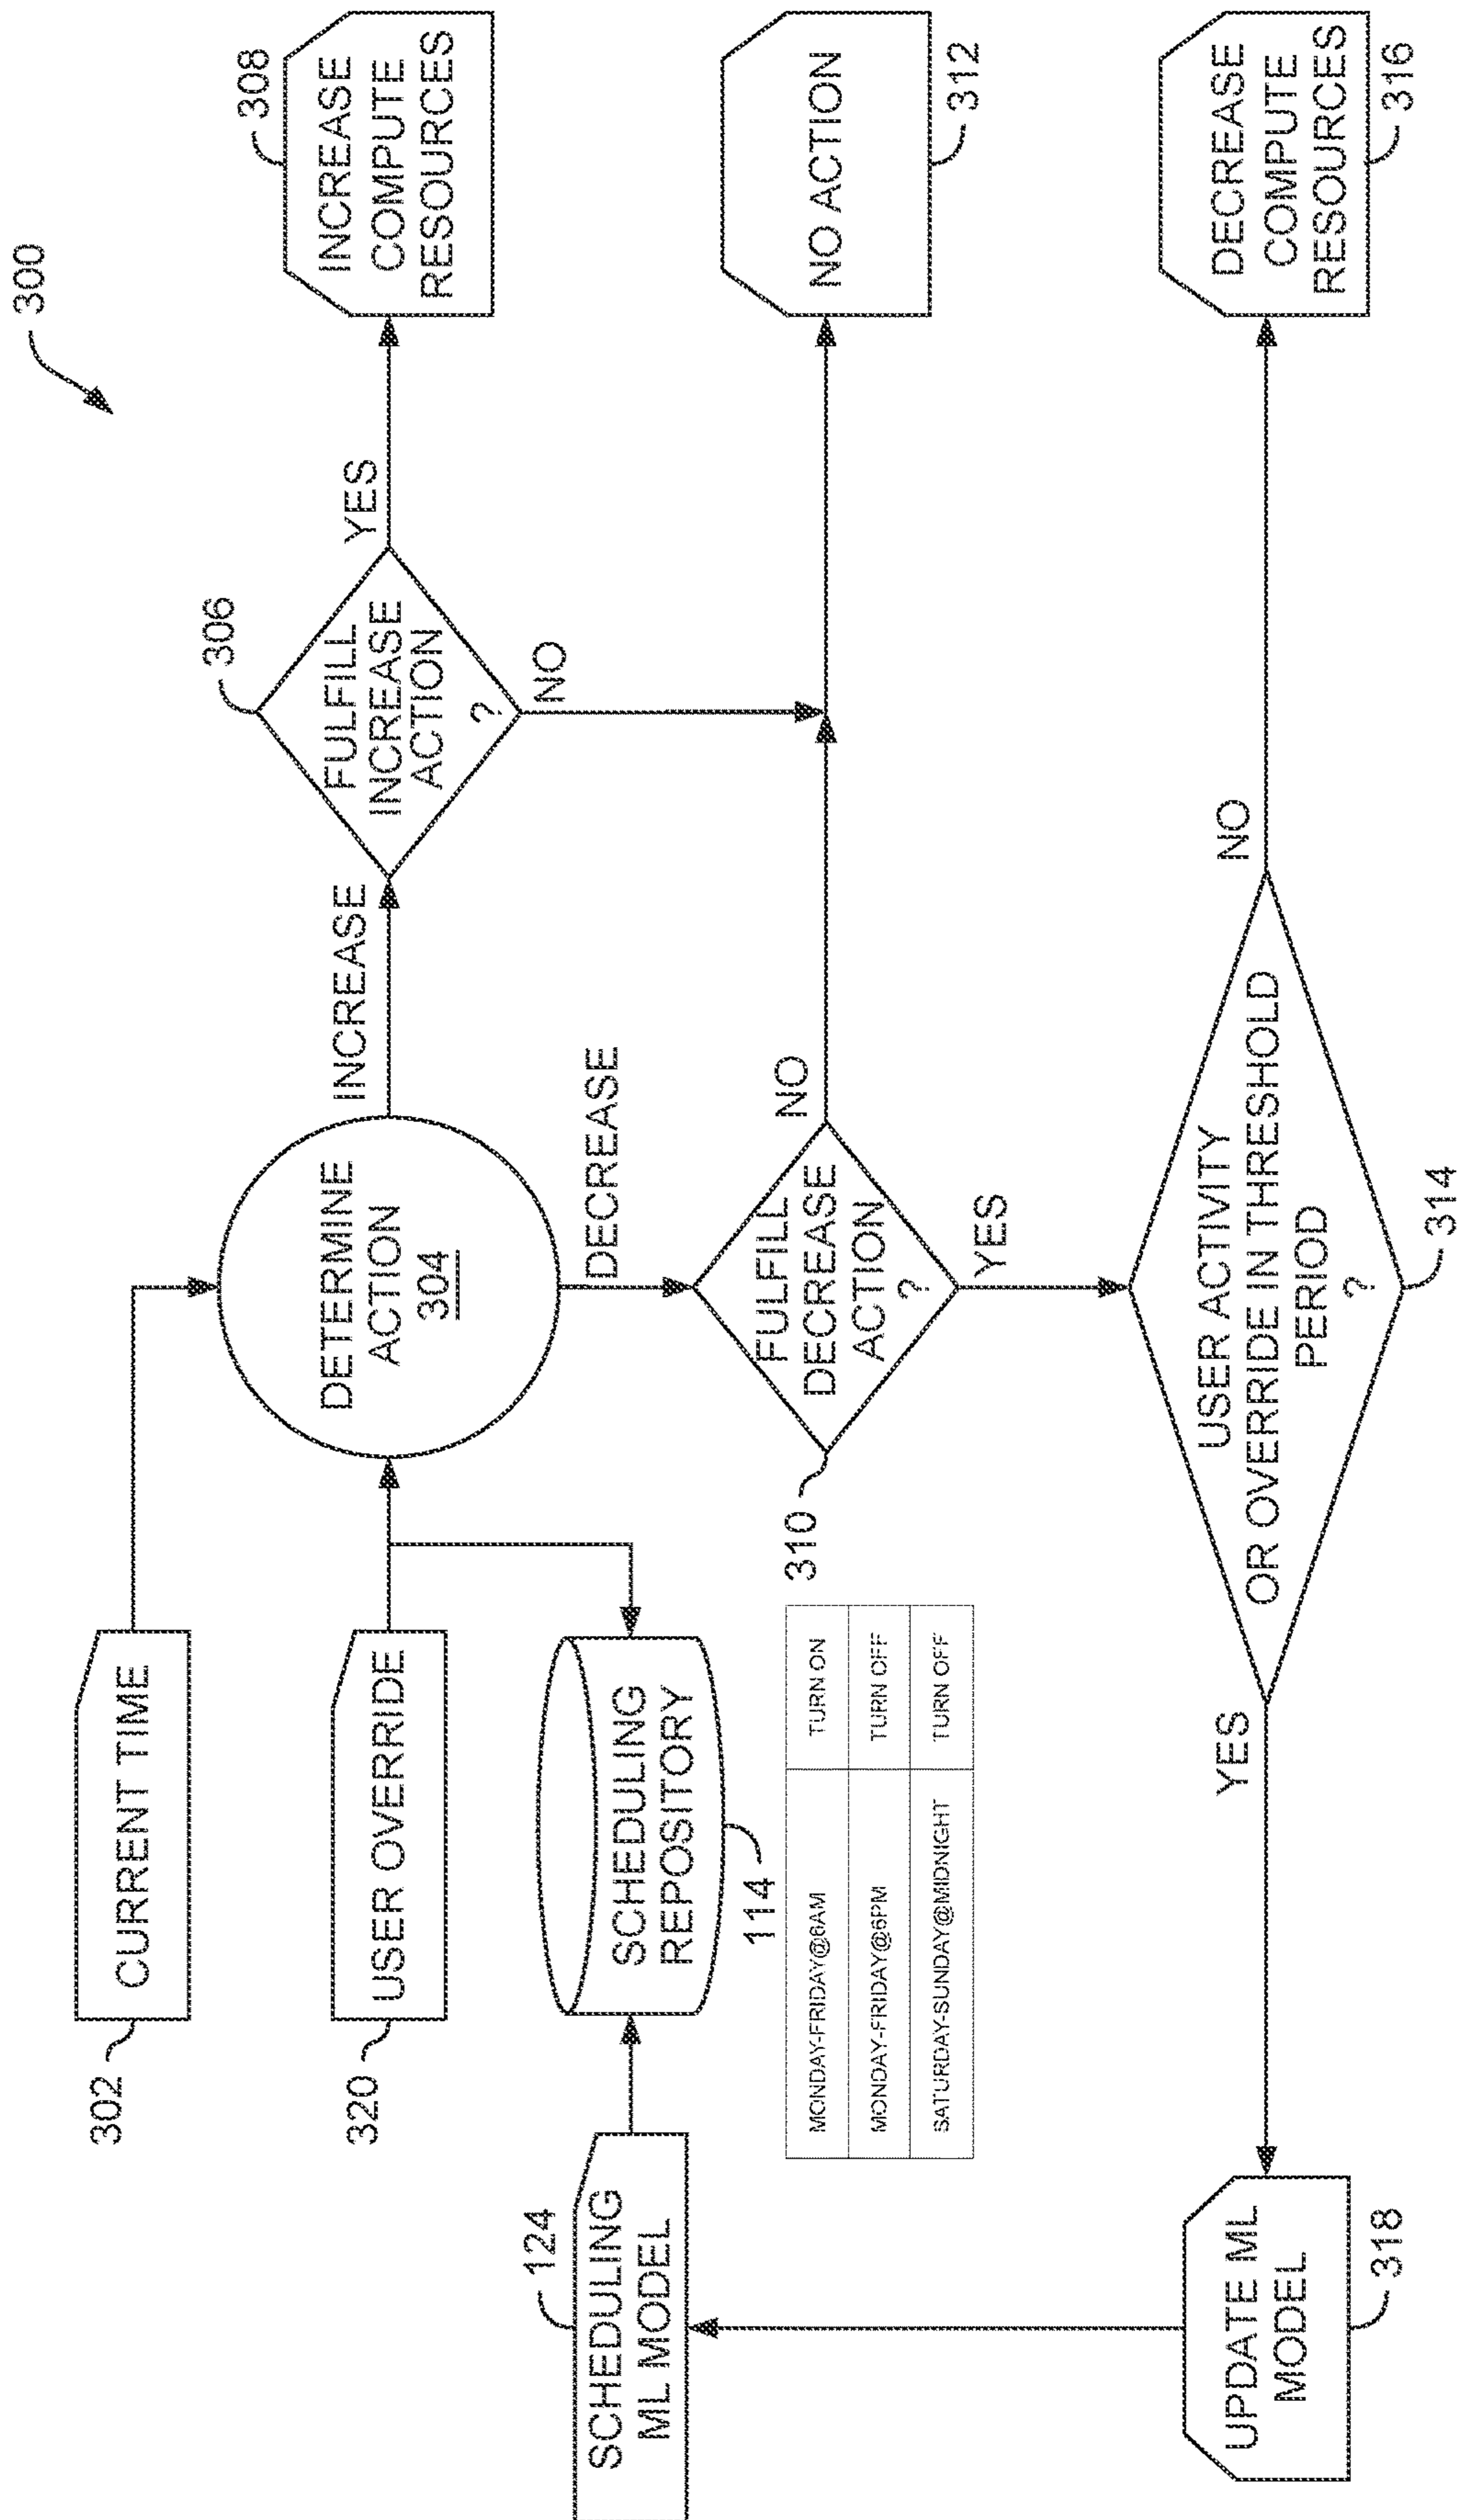 300
302
CURRENT TIME
320
USER OVERRIDE
DETERMINE
ACTION
304
INCREASE
306
FULFILL
INCREASE
ACTION
?
YES
308
INCREASE
COMPUTE
RESOURCES
NO
124
SCHEDULING
ML MODEL
SCHEDULING
REPOSITORY
114
DECREASE
310
FULFILL
DECREASE
ACTION
?
NO
NO ACTION
312
YES
MONDAY-FRIDAY@6AM TURN ON
MONDAY-FRIDAY@6PM TURN OFF
SATURDAY-SUNDAY@MIDNIGHT TURN OFF
USER ACTIVITY
OR OVERRIDE IN THRESHOLD
PERIOD
?
314
NO
DECREASE
COMPUTE
RESOURCES
316
YES
UPDATE ML
MODEL
318